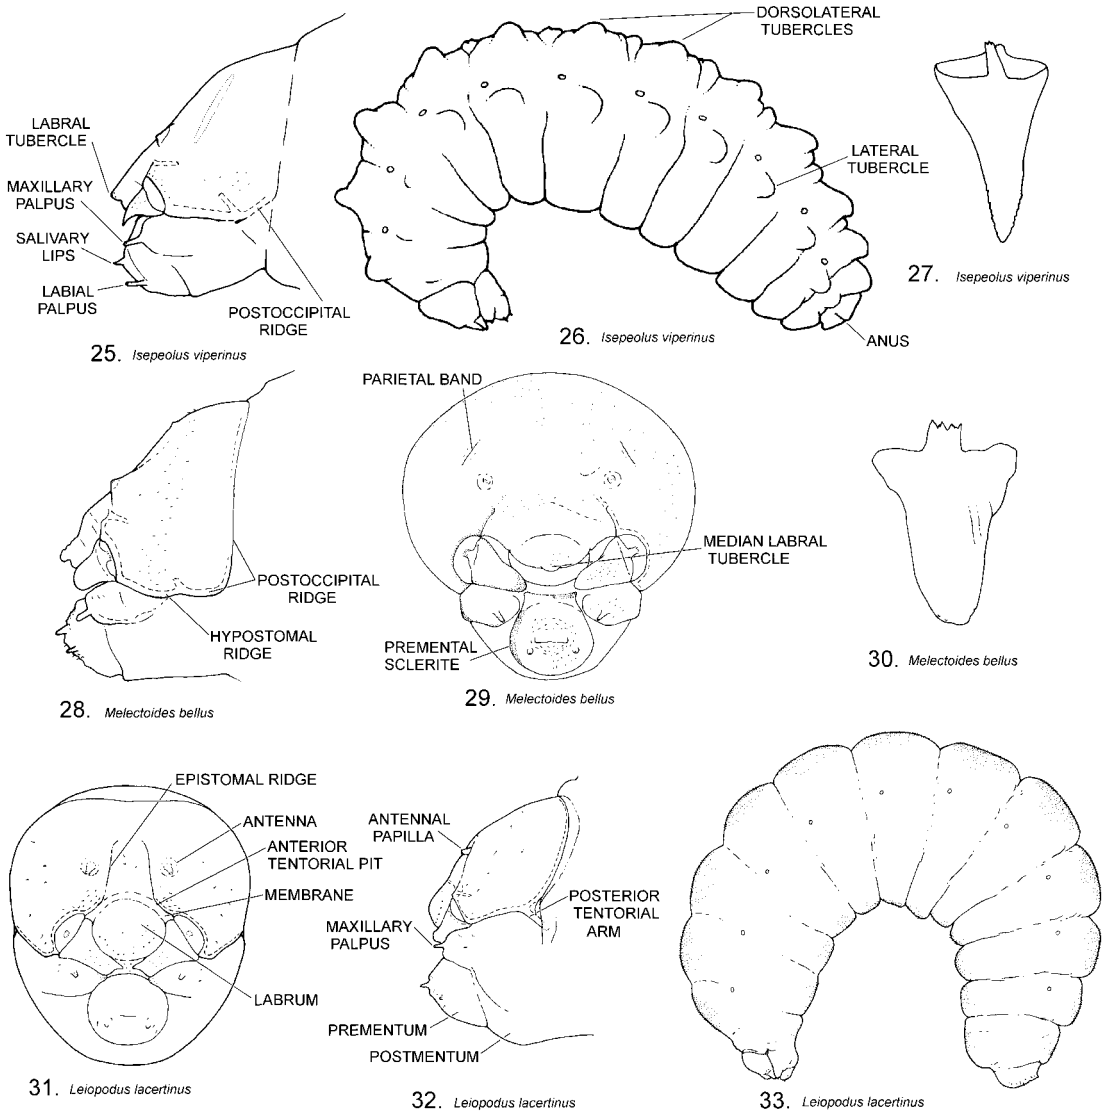 DORSOLATERAL
TUBERCLES
LABRAL
TUBERCLE
MAXILLARY
PALPUS
SALIVARY
LIPS
LABIAL
PALPUS
POSTOCCIPITAL
RIDGE
25. Isepeolus viperinus
LATERAL
TUBERCLE
ANUS
26. Isepeolus viperinus
27. Isepeolus viperinus
POSTOCCIPITAL
RIDGE
HYPOSTOMAL
RIDGE
28. Melectoides bellus
PARIETAL BAND
MEDIAN LABRAL
TUBERCLE
PREMENTAL
SCLERITE
29. Melectoides bellus
30. Melectoides bellus
EPISTOMAL RIDGE
ANTENNA
ANTERIOR
TENTORIAL PIT
MEMBRANE
LABRUM
31. Leiopodus lacertinus
ANTENNAL
PAPILLA
MAXILLARY
PALPUS
POSTERIOR
TENTORIAL
ARM
PREMENTUM
POSTMENTUM
32. Leiopodus lacertinus
33. Leiopodus lacertinus